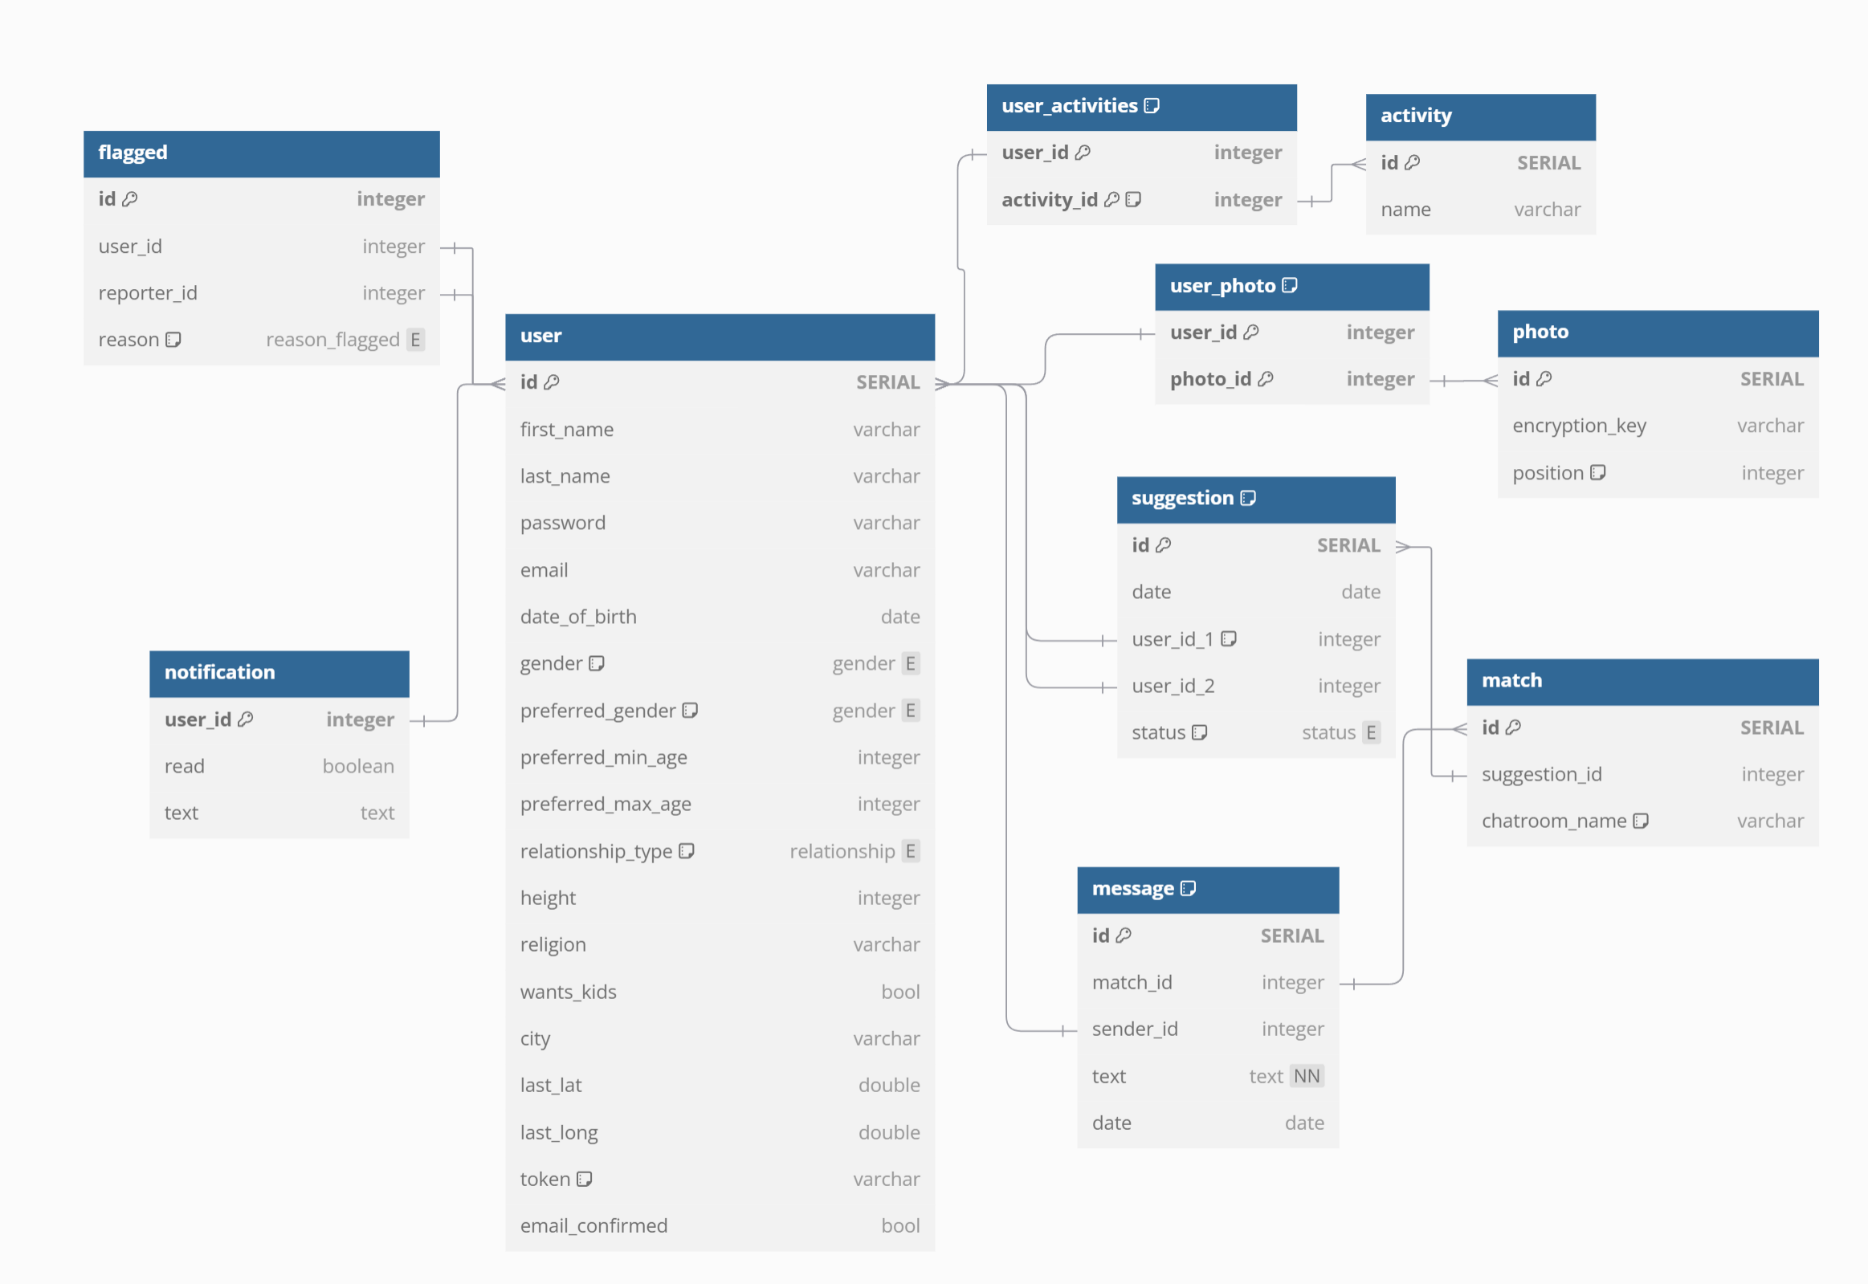 flagged
id integer
user_id integer
reporter_id integer
reason reason_flagged E
notification
user_id integer
read boolean
text text
user
id SERIAL
first_name varchar
last_name varchar
password varchar
email varchar
date_of_birth date
gender gender E
preferred_gender gender E
preferred_min_age integer
preferred_max_age integer
relationship_type relationship E
height integer
religion varchar
wants_kids bool
city varchar
last_lat double
last_long double
token varchar
email_confirmed bool
user_activities
user_id integer
activity_id integer
activity
id SERIAL
name varchar
user_photo
user_id integer
photo_id integer
photo
id SERIAL
encryption_key varchar
position integer
suggestion
id SERIAL
date date
user_id_1 integer
user_id_2 integer
status status E
match
id SERIAL
suggestion_id integer
chatroom_name varchar
message
id SERIAL
match_id integer
sender_id integer
text text NN
date date